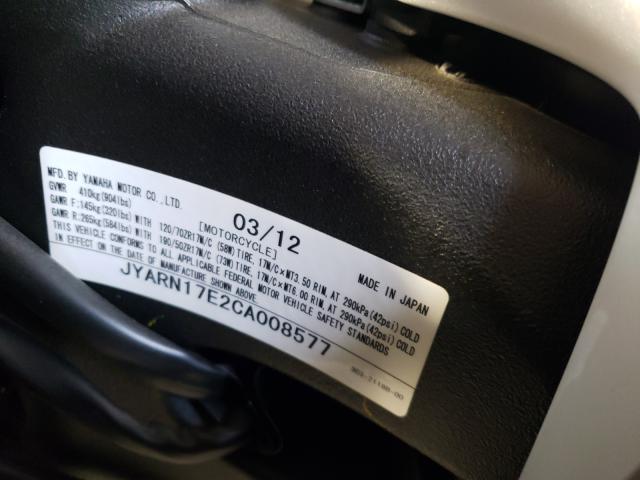 MFD. BY YAMAHA MOTOR CO., LTD.
03/12
GVWR 410kg(904lbs)
[MOTORCYCLE]
MADE IN JAPAN
GAWR F:145kg(320lbs) WITH 120/70ZR17M/C (58W) TIRE, 17M/C×MT3.50 RIM, AT 290kPa(42psi) COLD
GAWR R:265kg(584lbs) WITH 190/50ZR17M/C (73W) TIRE, 17M/C×MT6.00 RIM, AT 290kPa(42psi) COLD
THIS VEHICLE CONFORMS TO ALL APPLICABLE FEDERAL MOTOR VEHICLE SAFETY STANDARDS
IN EFFECT ON THE DATE OF MANUFACTURE SHOWN ABOVE
JYARN17E2CA008577